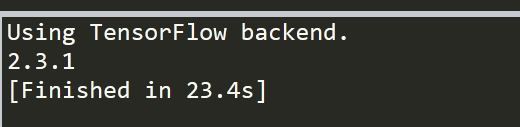 Using TensorFlow backend.
2.3.1
[Finished in 23.4s]